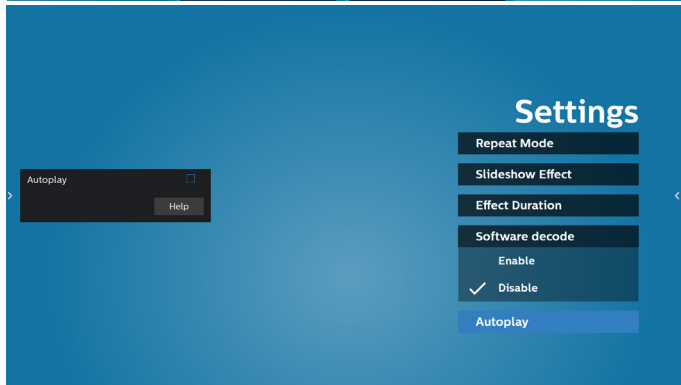 Settings
Repeat Mode
Slideshow Effect
Effect Duration
Software decode
Enable
Disable
Autoplay
Autoplay
Help